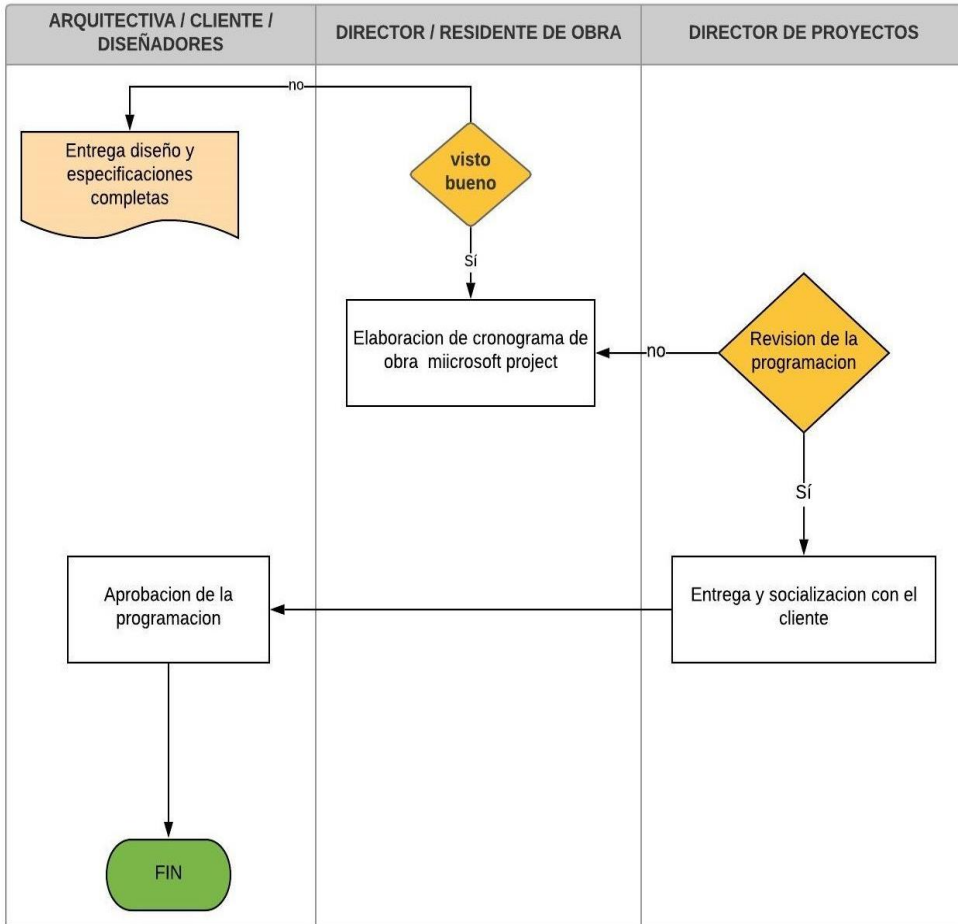 ARQUITECTIVA / CLIENTE /
DISEÑADORES
DIRECTOR / RESIDENTE DE OBRA
DIRECTOR DE PROYECTOS
no
Entrega diseño y
especificaciones
completas
visto
bueno
Sí
Elaboracion de cronograma de
obra miicrosoft project
no
Revision de la
programacion
Sí
Aprobacion de la
programacion
Entrega y socializacion con el
cliente
FIN